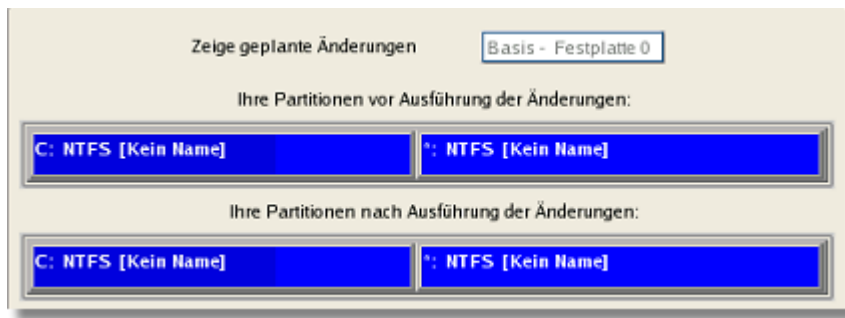 Zeige geplante Änderungen Basis - Festplatte 0
Ihre Partitionen vor Ausführung der Änderungen:
C: NTFS [Kein Name] *: NTFS [Kein Name]
Ihre Partitionen nach Ausführung der Änderungen:
C: NTFS [Kein Name] *: NTFS [Kein Name]